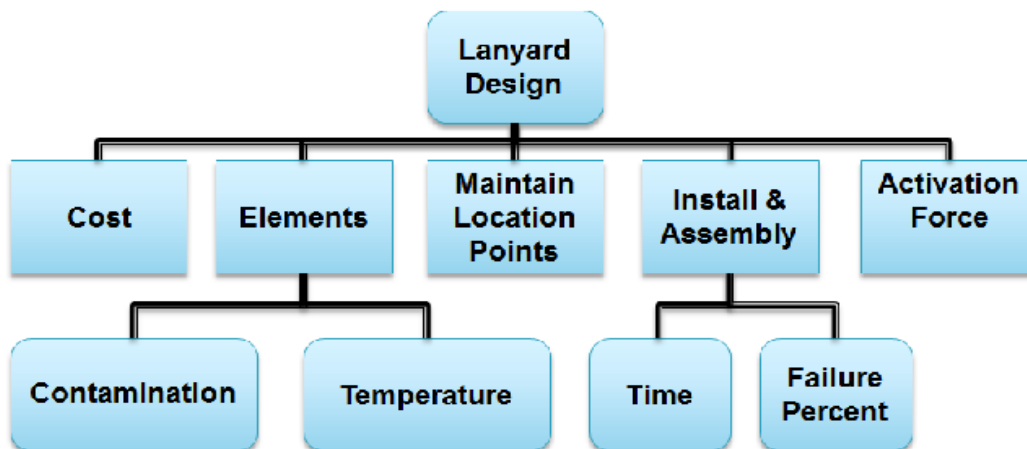 Lanyard
Design
Cost
Elements
Maintain
Location
Points
Install &
Assembly
Activation
Force
Contamination
Temperature
Time
Failure
Percent